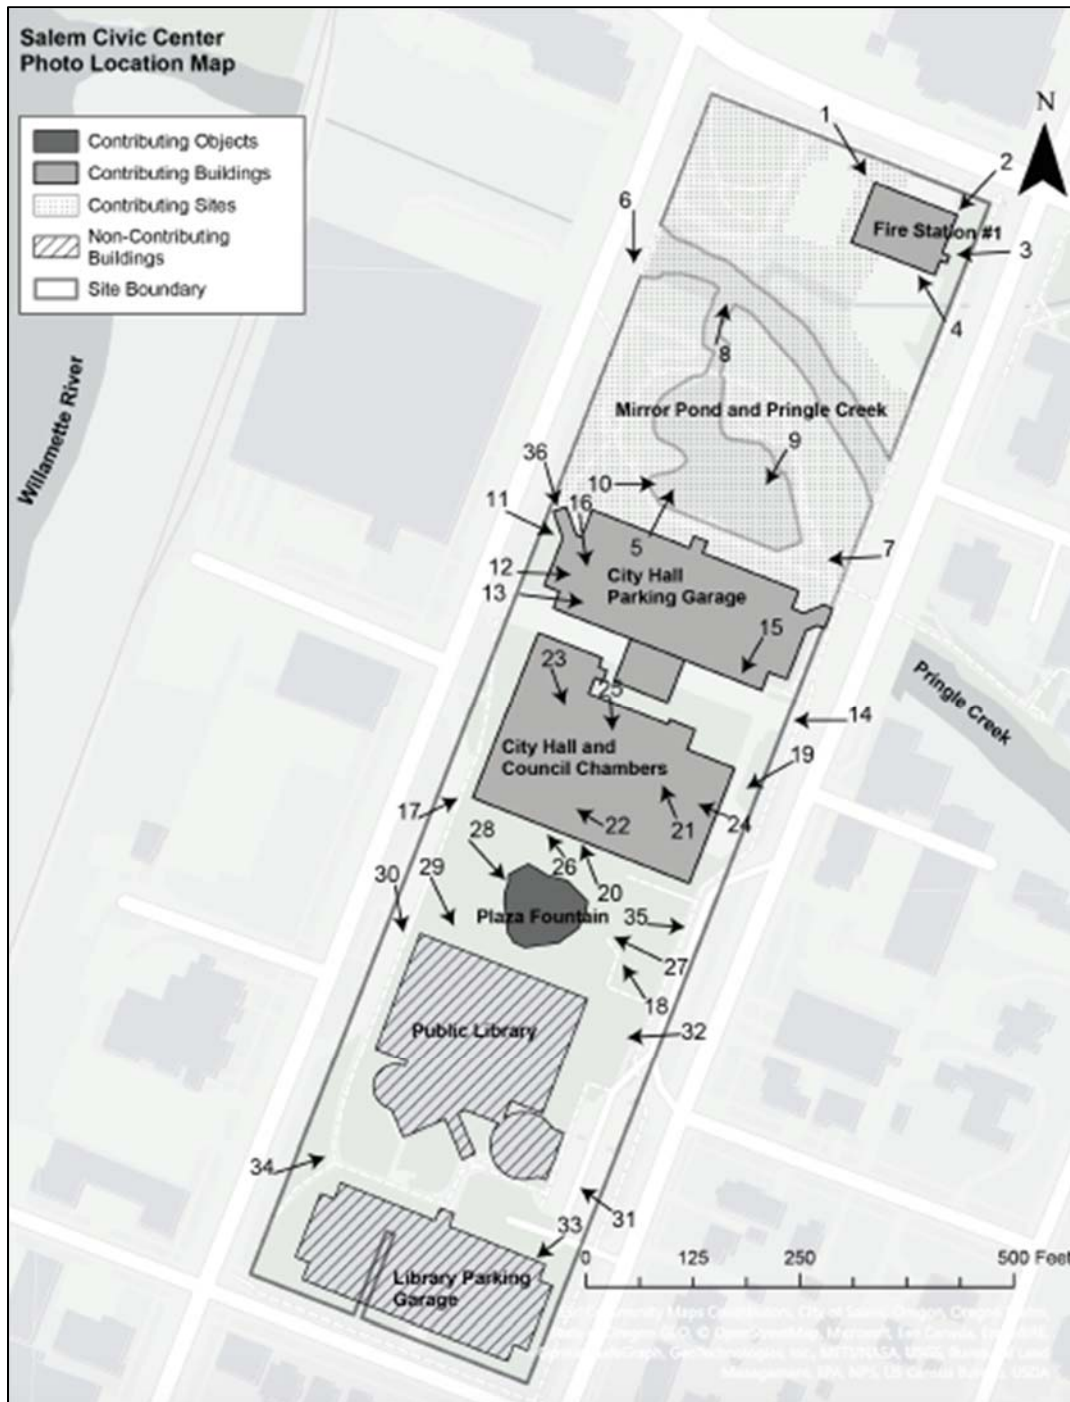 Salem Civic Center
Photo Location Map
Contributing Objects
Contributing Buildings
Contributing Sites
Non-Contributing
Buildings
Site Boundary
N
1
2
6
Fire Station #1
3
4
8
Willamette River
Mirror Pond and Pringle Creek
9
36
10
11
16
5
7
12
City Hall
Parking Garage
13
15
23
25
Pringle Creek
14
City Hall and
Council Chambers
19
17
22
21
24
28
26
20
30
29
Plaza Fountain
35
27
18
Public Library
32
34
31
33
0
125
250
500 Feet
Library Parking
Garage